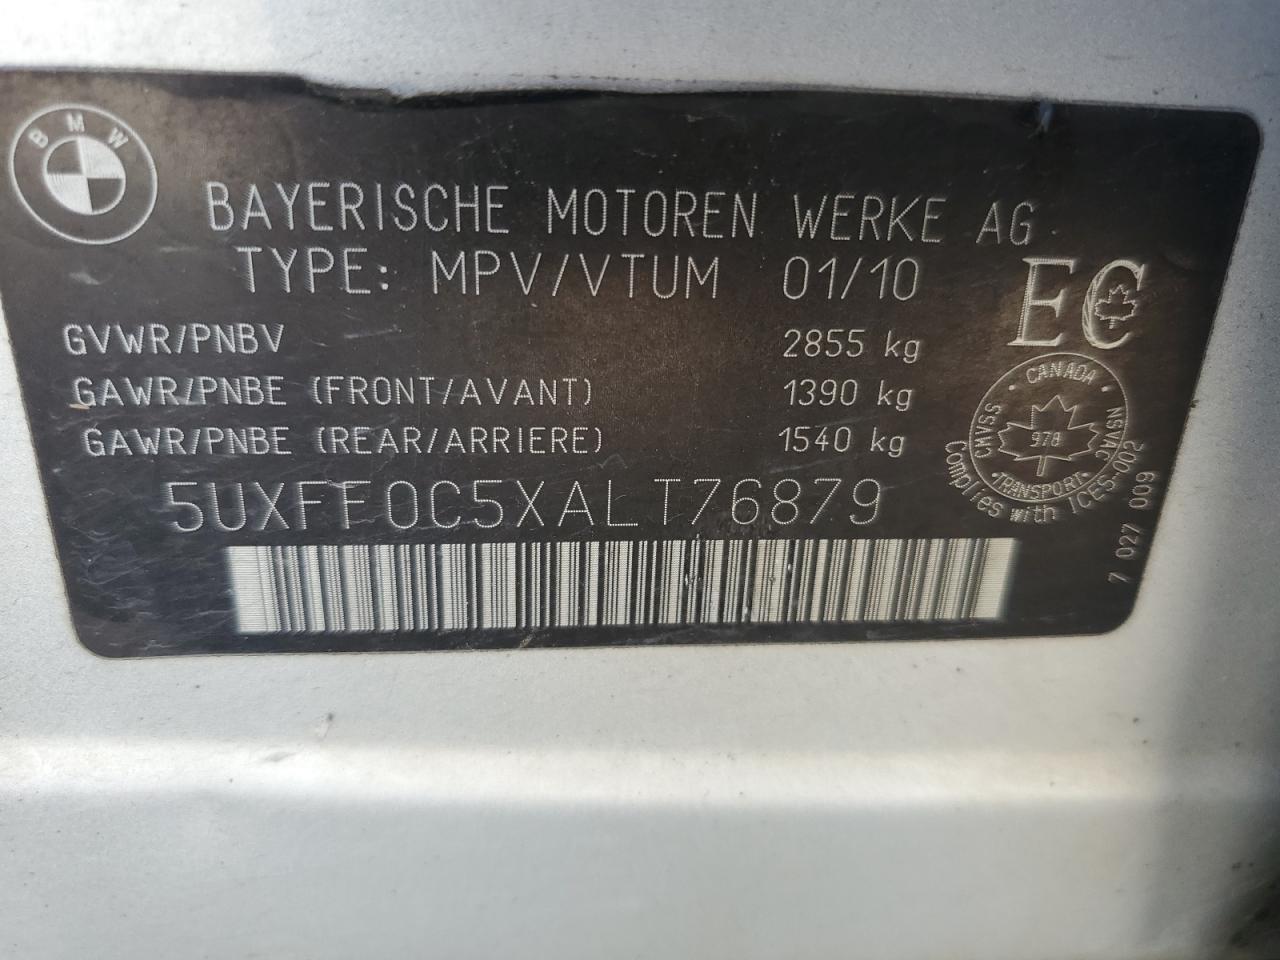 BMW
BAYERISCHE MOTOREN WERKE AG
TYPE: MPV/VTUM 01/10
EC
GVWR/PNBV 2855 kg
GAWR/PNBE (FRONT/AVANT) 1390 kg
GAWR/PNBE (REAR/ARRIERE) 1540 kg
5UXFF0C5XALT76879
· CANADA ·
CMVSS
NSVAC
978
· TRANSPORT ·
Complies with ICES-002
7 027 009